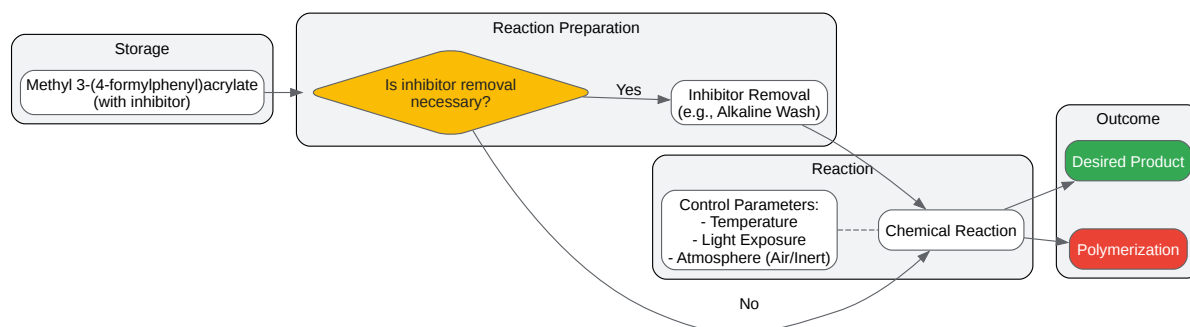 Storage
Methyl 3-(4-formylphenyl)acrylate
(with inhibitor)
Reaction Preparation
Is inhibitor removal
necessary?
Yes
Inhibitor Removal
(e.g., Alkaline Wash)
Reaction
Control Parameters:
- Temperature
- Light Exposure
- Atmosphere (Air/Inert)
Chemical Reaction
No
Outcome
Desired Product
Polymerization